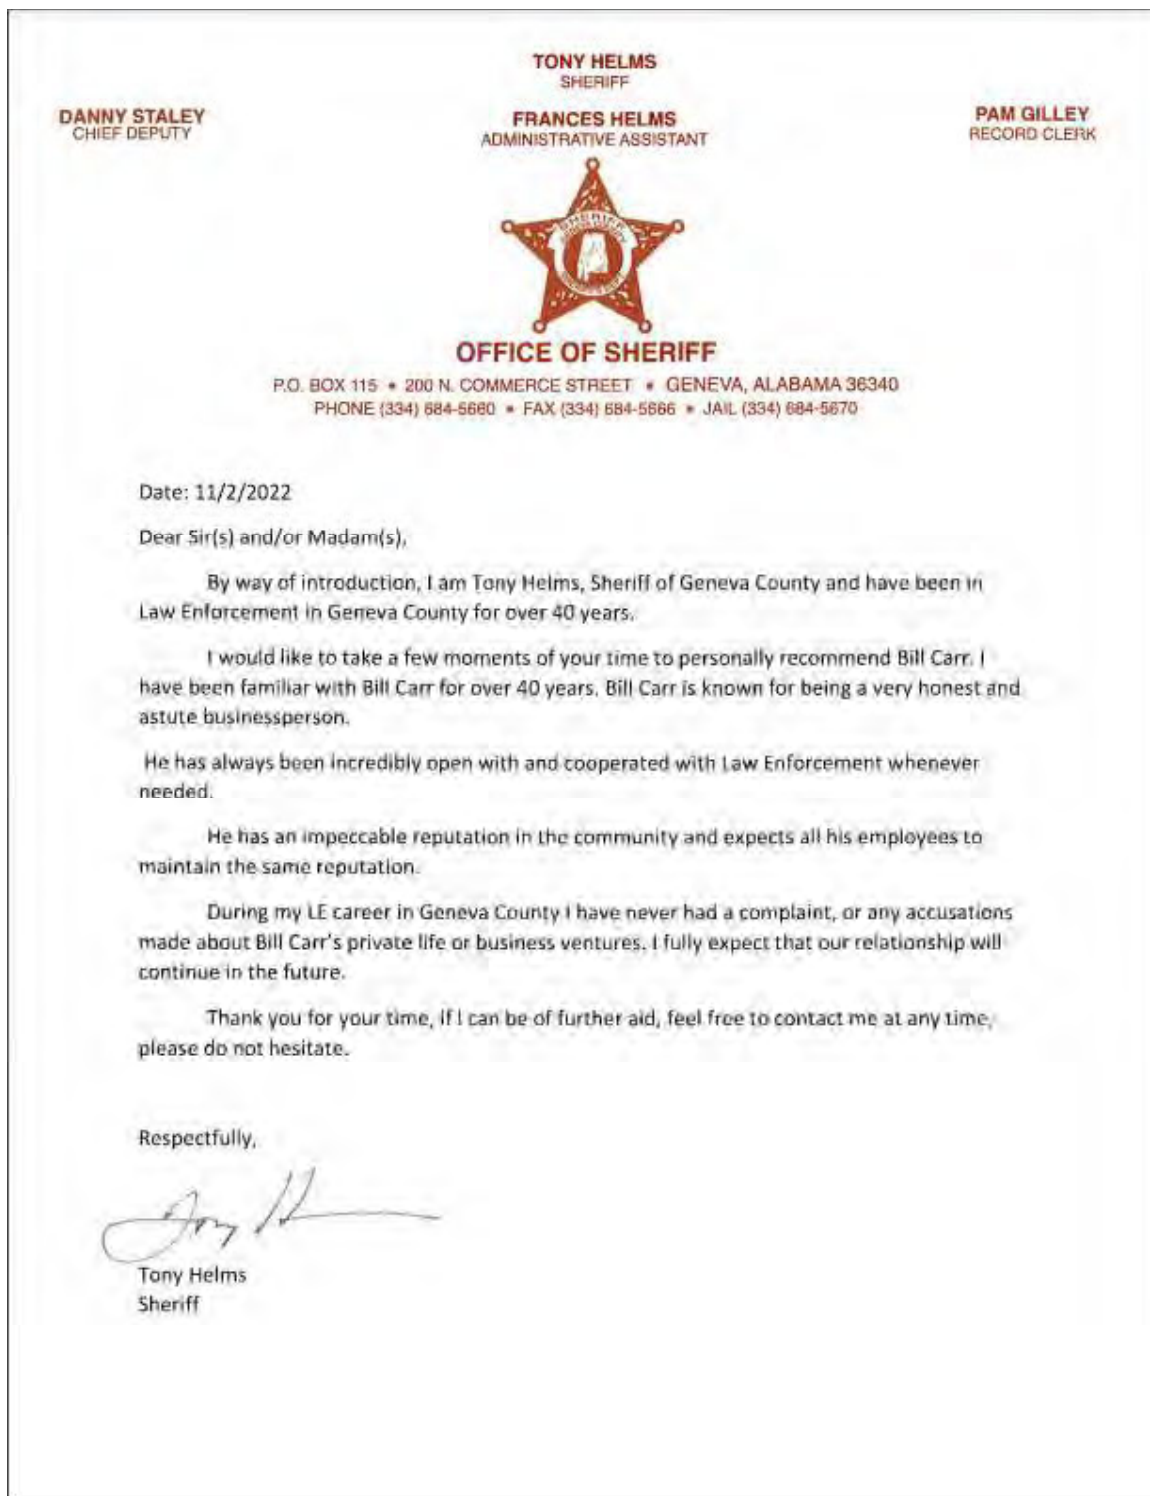 TONY HELMS
SHERIFF
DANNY STALEY
CHIEF DEPUTY
FRANCES HELMS
ADMINISTRATIVE ASSISTANT
PAM GILLEY
RECORD CLERK
SHERIFF
OFFICE OF SHERIFF
P.O. BOX 115 • 200 N. COMMERCE STREET • GENEVA, ALABAMA 36340
PHONE (334) 684-5660 • FAX (334) 684-5666 • JAIL (334) 684-5670
Date: 11/2/2022
Dear Sir(s) and/or Madam(s),
By way of introduction, I am Tony Helms, Sheriff of Geneva County and have been in
Law Enforcement in Geneva County for over 40 years.
I would like to take a few moments of your time to personally recommend Bill Carr. I
have been familiar with Bill Carr for over 40 years. Bill Carr is known for being a very honest and
astute businessperson.
He has always been incredibly open with and cooperated with Law Enforcement whenever
needed.
He has an impeccable reputation in the community and expects all his employees to
maintain the same reputation.
During my LE career in Geneva County I have never had a complaint, or any accusations
made about Bill Carr's private life or business ventures. I fully expect that our relationship will
continue in the future.
Thank you for your time, if I can be of further aid, feel free to contact me at any time,
please do not hesitate.
Respectfully,
Tony H
Tony Helms
Sheriff